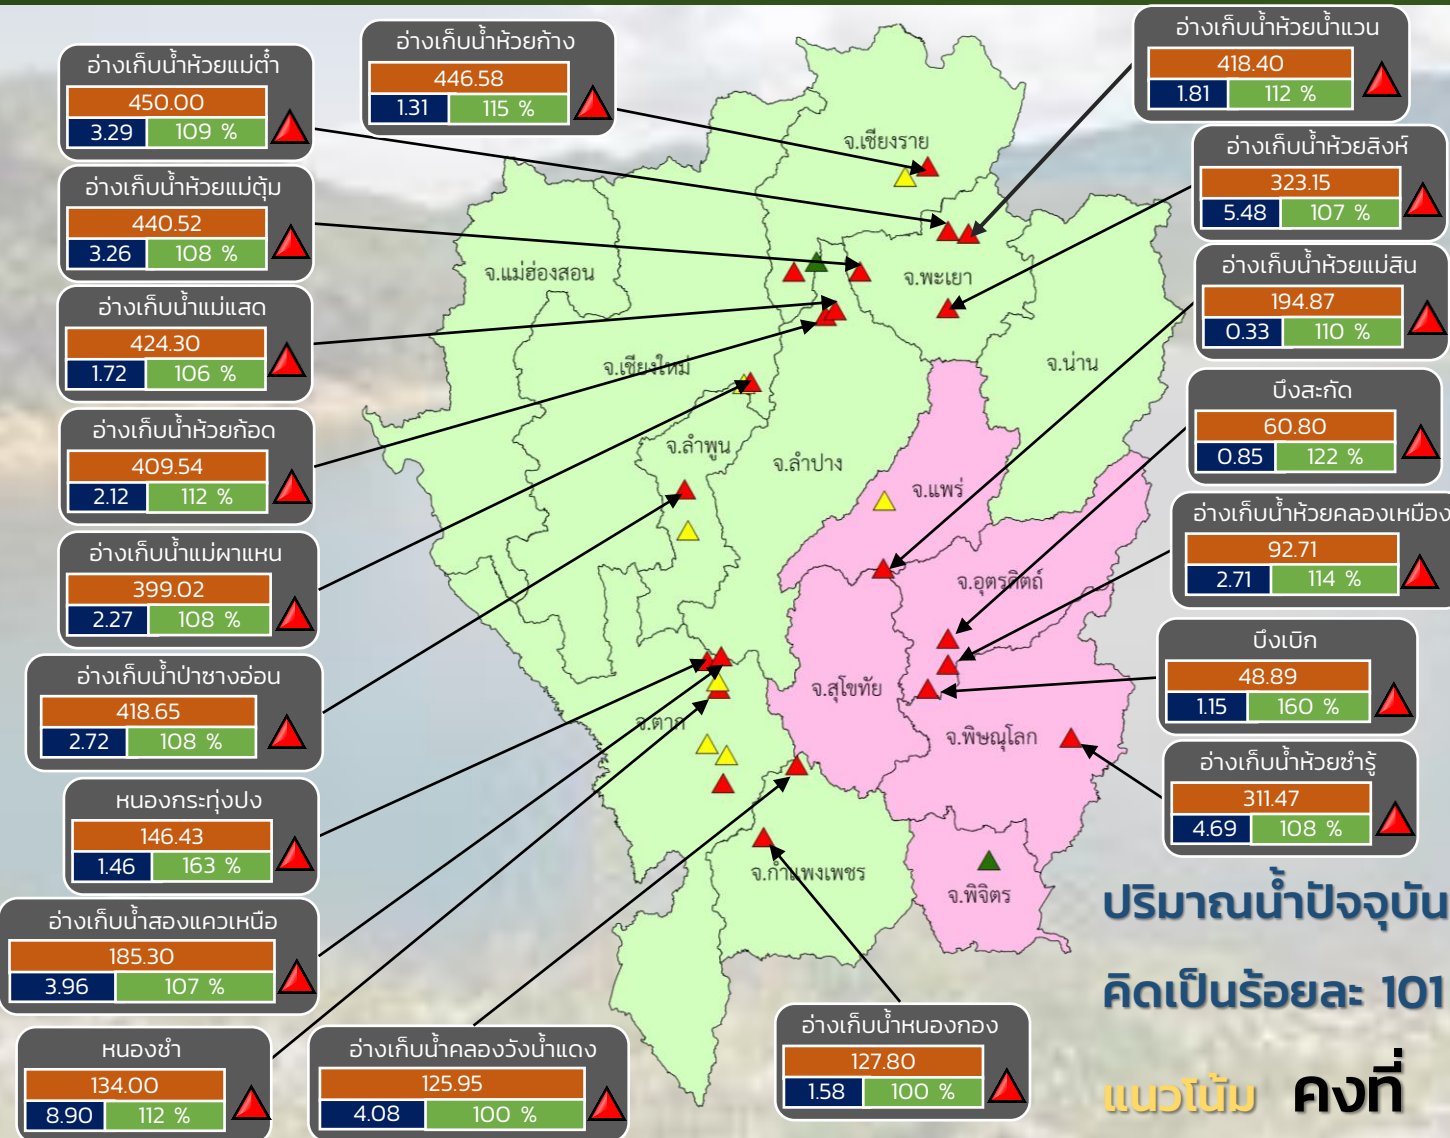 อ่างเก็บน้ำห้วยแม่ต๋ำ
450.00
3.29 109 %
อ่างเก็บน้ำห้วยก้าง
446.58
1.31 115 %
อ่างเก็บน้ำห้วยน้ำแวน
418.40
1.81 112 %
อ่างเก็บน้ำห้วยแม่ตุ้ม
440.52
3.26 108 %
อ่างเก็บน้ำห้วยสิงห์
323.15
5.48 107 %
อ่างเก็บน้ำแม่แสด
424.30
1.72 106 %
อ่างเก็บน้ำห้วยแม่สิน
194.87
0.33 110 %
อ่างเก็บน้ำห้วยก้อด
409.54
2.12 112 %
บึงสะกัด
60.80
0.85 122 %
อ่างเก็บน้ำแม่ผาแหน
399.02
2.27 108 %
อ่างเก็บน้ำห้วยคลองเหมือง
92.71
2.71 114 %
อ่างเก็บน้ำป่าซางอ่อน
418.65
2.72 108 %
บึงเบิก
48.89
1.15 160 %
หนองกระทุ่งปง
146.43
1.46 163 %
อ่างเก็บน้ำห้วยซำรู้
311.47
4.69 108 %
อ่างเก็บน้ำสองแควเหนือ
185.30
3.96 107 %
หนองชำ
134.00
8.90 112 %
อ่างเก็บน้ำคลองวังน้ำแดง
125.95
4.08 100 %
อ่างเก็บน้ำหนองกอง
127.80
1.58 100 %
จ.เชียงราย
จ.แม่ฮ่องสอน
จ.พะเยา
จ.เชียงใหม่
จ.น่าน
จ.ลำพูน
จ.ลำปาง
จ.แพร่
จ.อุตรดิตถ์
จ.สุโขทัย
จ.ตาก
จ.พิษณุโลก
จ.กำแพงเพชร
จ.พิจิตร
ปริมาณน้ำปัจจุบัน
คิดเป็นร้อยละ 101
แนวโน้ม คงที่